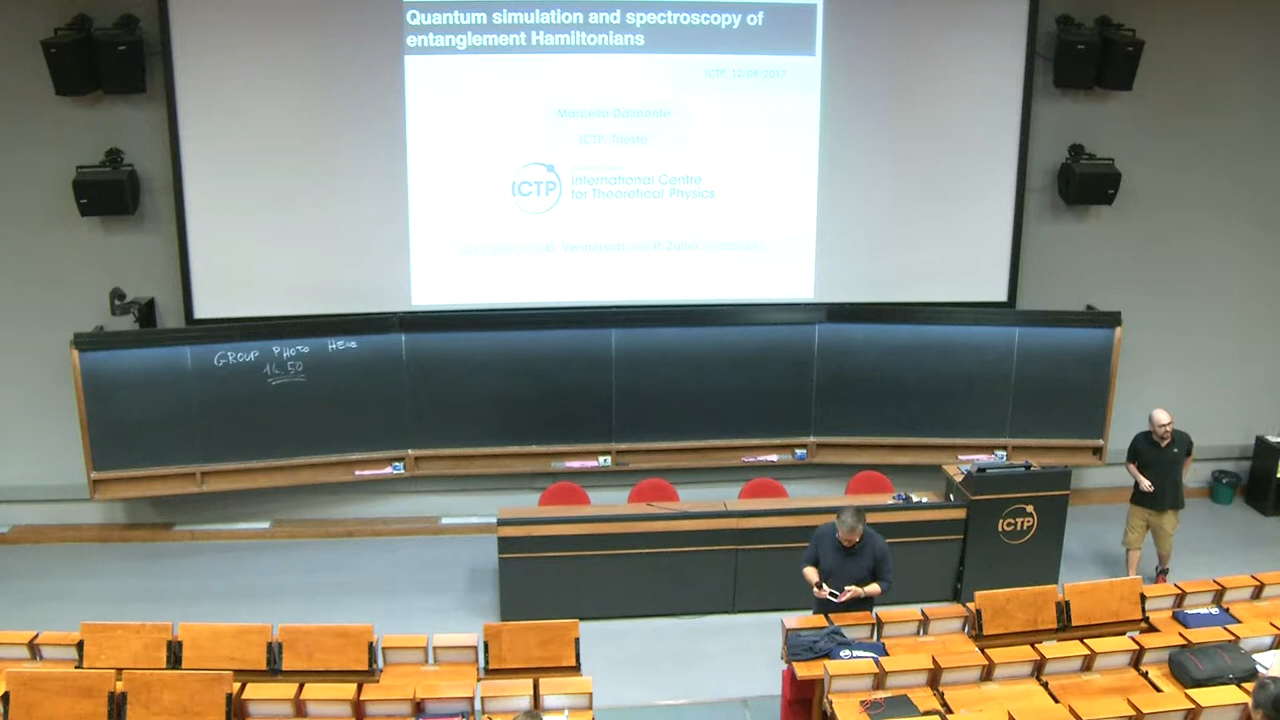 Quantum simulation and spectroscopy of
entanglement Hamiltonians
ICTP, 12/09/2017
Marcello Dalmonte
ICTP, Trieste
ICTP
International Centre
for Theoretical Physics
B. Vermersch and P. Zoller
GROUP PHOTO HERE
14.50
ICTP